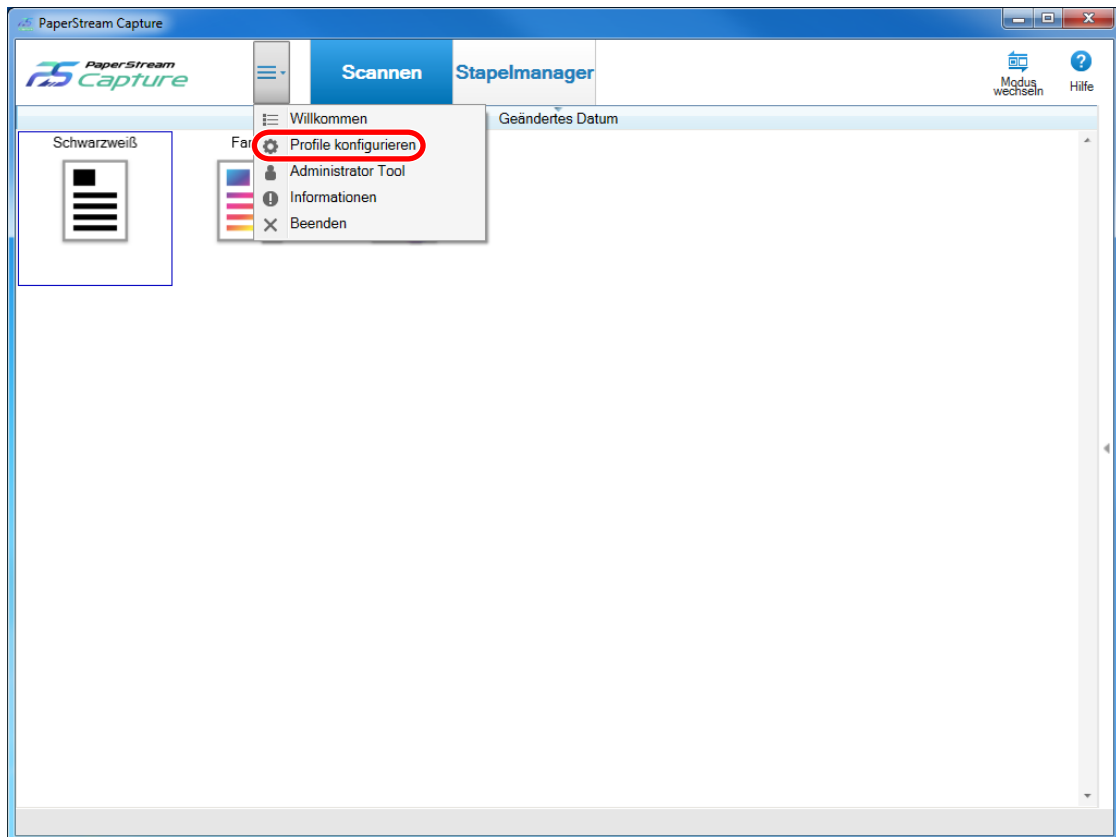 PaperStream Capture
PaperStream
Capture
Scannen
Stapelmanager
Modus
wechseln
Hilfe
Geändertes Datum
Willkommen
Profile konfigurieren
Administrator Tool
Informationen
Beenden
Schwarzweiß